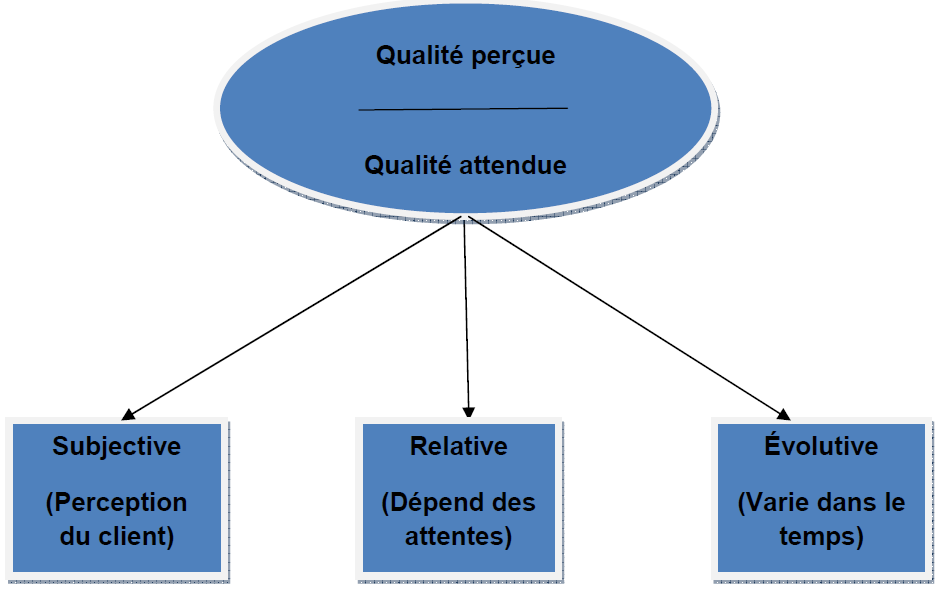 Qualité perçue
Qualité attendue
Subjective
(Perception
du client)
Relative
(Dépend des
attentes)
Évolutive
(Varie dans le
temps)